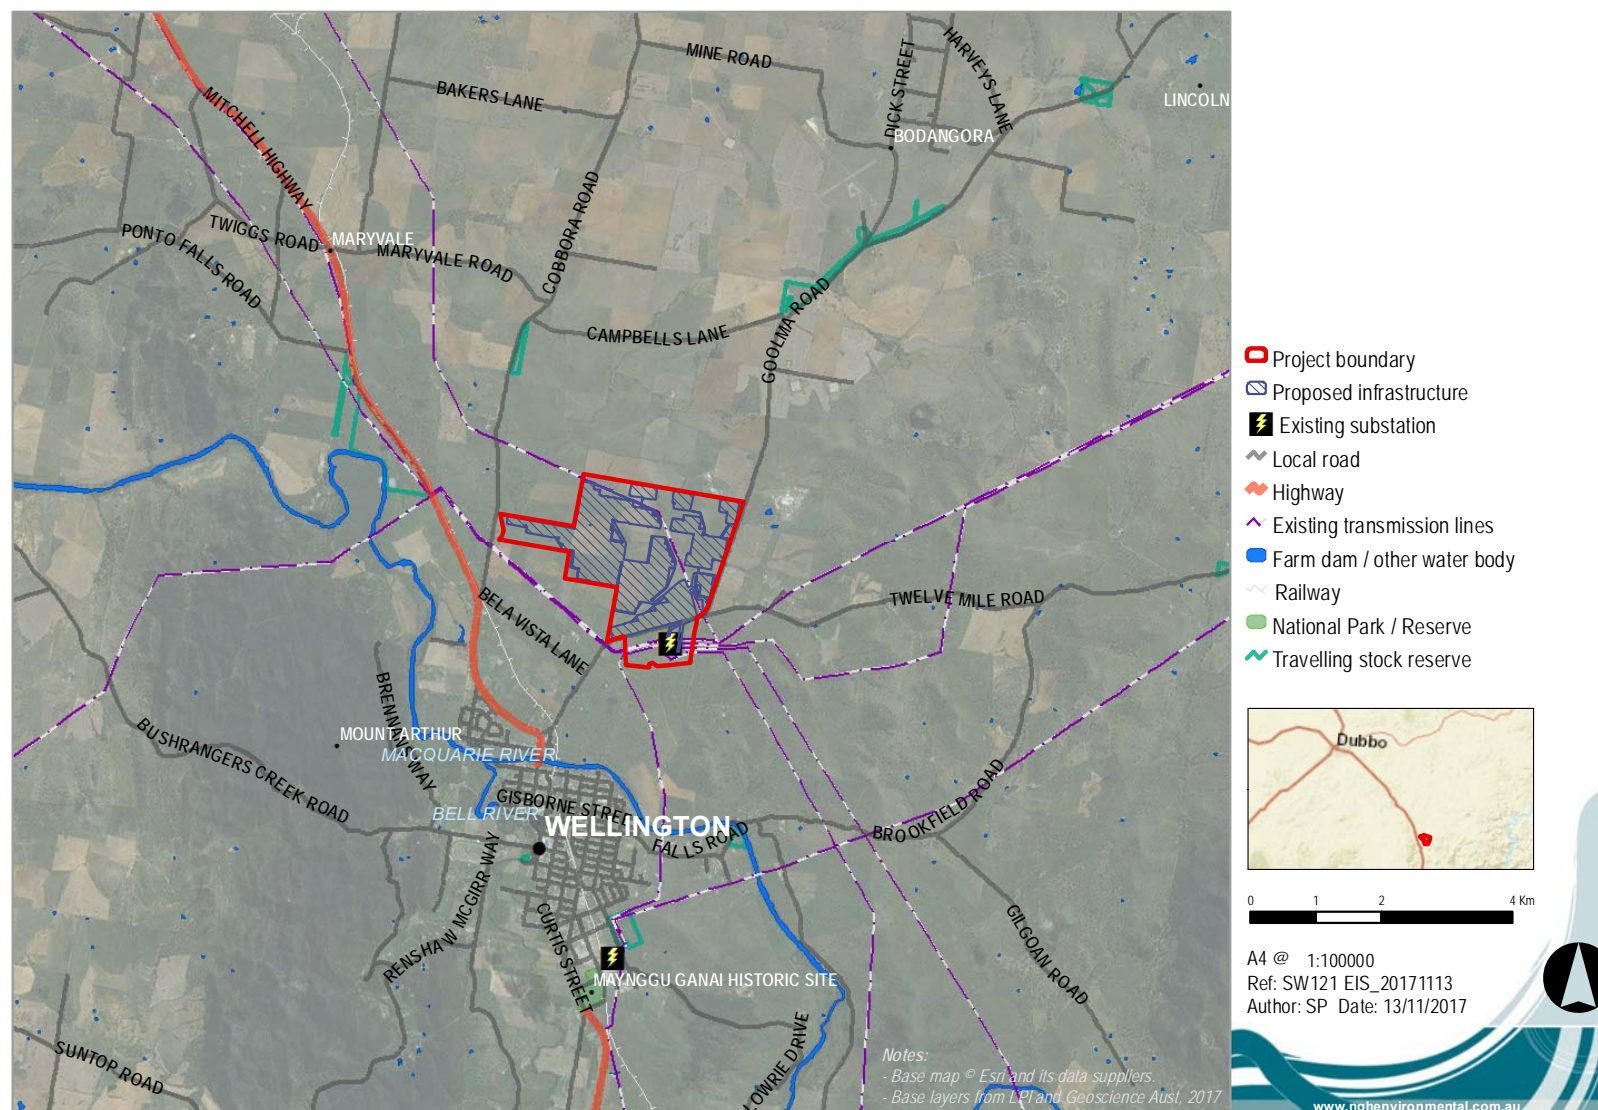 MINE ROAD
DICK STREET
HARVEYS LANE
LINCOLN
BAKERS LANE
BODANGORA
MITCHELL HIGHWAY
COBBORA ROAD
TWIGGS ROAD
MARYVALE
MARYVALE ROAD
PONTO FALLS ROAD
CAMPBELLS LANE
GOOLMA ROAD
TWELVE MILE ROAD
BELA VISTA LANE
BRENNANS WAY
MOUNT ARTHUR
MACQUARIE RIVER
BUSHRANGERS CREEK ROAD
BELL RIVER
GISBORNE STREE
WELLINGTON
FALLS ROAD
BROOKFIELD ROAD
RENSHAW MCGIRR WAY
CURTIS STREET
GILGOAN ROAD
MAYNGGU GANAI HISTORIC SITE
LOWRIE DRIVE
SUNTOP ROAD
Notes:
- Base map © Esri and its data suppliers.
- Base layers from LPI and Geoscience Aust, 2017
Project boundary
Proposed infrastructure
Existing substation
Local road
Highway
Existing transmission lines
Farm dam / other water body
Railway
National Park / Reserve
Travelling stock reserve
Dubbo
0 1 2 4 Km
A4 @ 1:100000
Ref: SW121 EIS_20171113
Author: SP Date: 13/11/2017
www.nghenvironmental.com.au